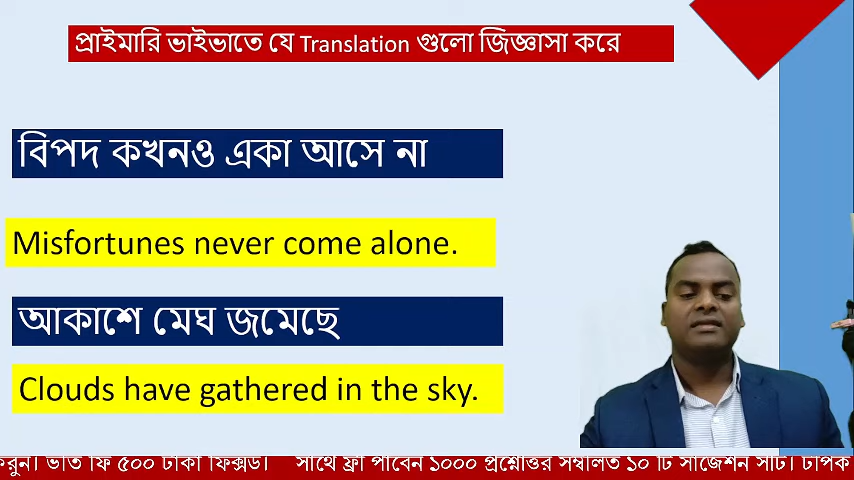 প্রাইমারি ভাইভাতে যে Translation গুলো জিজ্ঞাসা করে
বিপদ কখনও একা আসে না
Misfortunes never come alone.
আকাশে মেঘ জমেছে
Clouds have gathered in the sky.
ভর্তি ফি ৫০০ টাকা ফিক্সড। সাথে ফ্রী পাবেন ১০০০ প্রশ্নোত্তর সম্বলিত ১০ টি সাজেশন সীট।